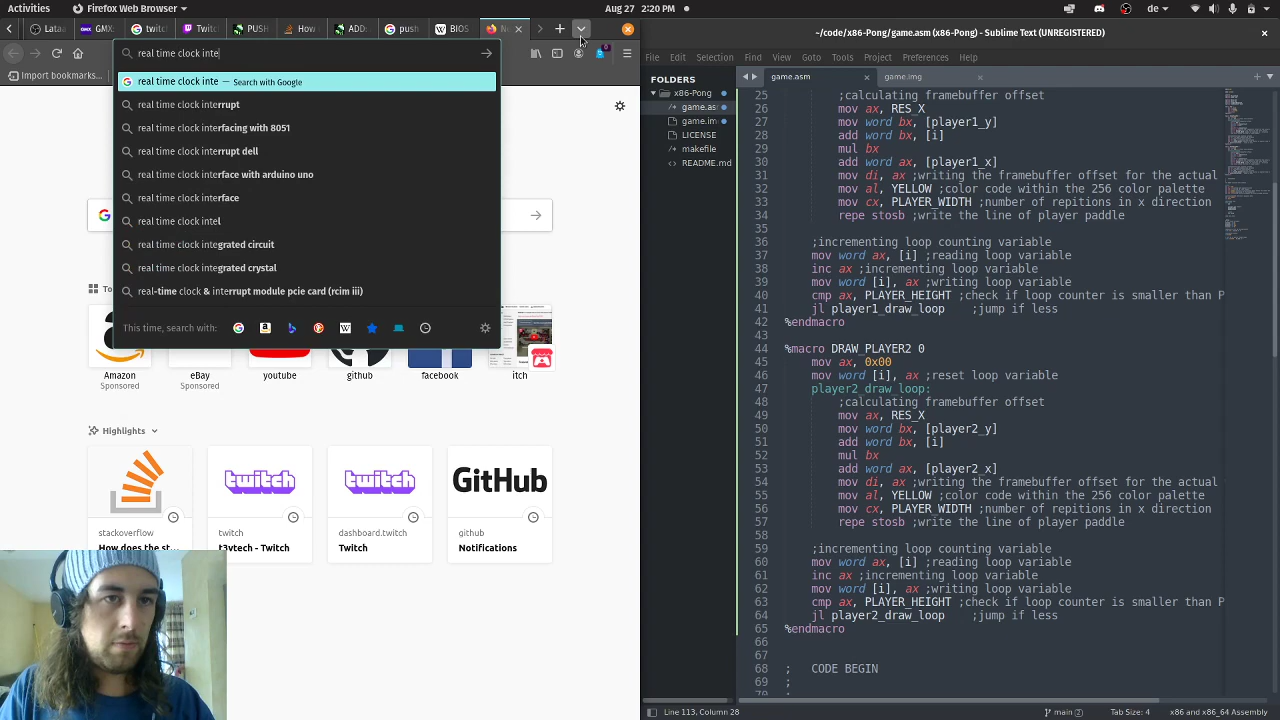 Activities
Firefox Web Browser
Aug 27 2:20 PM
de
Lataa
GMX
twitch
Twitc
PUSH
How
ADD:
push
BIOS
real time clock inte
Import bookmarks...
real time clock inte — Search with Google
real time clock interrupt
real time clock interfacing with 8051
real time clock interrupt dell
real time clock interface with arduino uno
real time clock interface
real time clock intel
real time clock integrated circuit
real time clock integrated crystal
real-time clock & interrupt module pcie card (rcim iii)
This time, search with:
Amazon
Sponsored
eBay
Sponsored
youtube
github
facebook
itch
Highlights
stackoverflow
How does the st...
twitch
t3vtech - Twitch
dashboard.twitch
Twitch
GitHub
github
Notifications
~/code/x86-Pong/game.asm (x86-Pong) - Sublime Text (UNREGISTERED)
File Edit Selection Find View Goto Tools Project Preferences Help
FOLDERS
x86-Pong
game.as
game.im
LICENSE
makefile
README.md
game.asm
game.img
25 ;calculating framebuffer offset
26 mov ax, RES_X
27 mov word bx, [player1_y]
28 add word bx, [i]
29 mul bx
30 add word ax, [player1_x]
31 mov di, ax ;writing the framebuffer offset for the actual
32 mov al, YELLOW ;color code within the 256 color palette
33 mov cx, PLAYER_WIDTH ;number of repitions in x direction
34 repe stosb ;write the line of player paddle
35
36 ;incrementing loop counting variable
37 mov word ax, [i] ;reading loop variable
38 inc ax ;incrementing loop variable
39 mov word [i], ax ;writing loop variable
40 cmp ax, PLAYER_HEIGHT ;check if loop counter is smaller than P
41 jl player1_draw_loop ;jump if less
42 %endmacro
43
44 %macro DRAW_PLAYER2 0
45 mov ax, 0x00
46 mov word [i], ax ;reset loop variable
47 player2_draw_loop:
48 ;calculating framebuffer offset
49 mov ax, RES_X
50 mov word bx, [player2_y]
51 add word bx, [i]
52 mul bx
53 add word ax, [player2_x]
54 mov di, ax ;writing the framebuffer offset for the actual
55 mov al, YELLOW ;color code within the 256 color palette
56 mov cx, PLAYER_WIDTH ;number of repitions in x direction
57 repe stosb ;write the line of player paddle
58
59 ;incrementing loop counting variable
60 mov word ax, [i] ;reading loop variable
61 inc ax ;incrementing loop variable
62 mov word [i], ax ;writing loop variable
63 cmp ax, PLAYER_HEIGHT ;check if loop counter is smaller than P
64 jl player2_draw_loop ;jump if less
65 %endmacro
66
67
68 ; CODE BEGIN
69 ;
70 ;
Line 113, Column 28
main (2)
Tab Size: 4
x86 and x86_64 Assembly